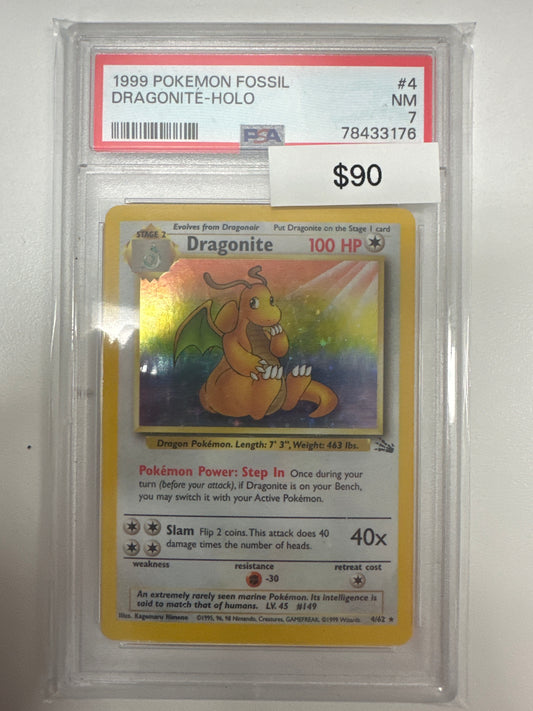 1999 POKEMON FOSSIL #4
DRAGONITE-HOLO NM
7
PSA 78433176
$90
STAGE 2 Evolves from Dragonair Put Dragonite on the Stage 1 card
Dragonite 100 HP
Dragon Pokémon. Length: 7' 3", Weight: 463 lbs.
Pokémon Power: Step In Once during your
turn (before your attack), if Dragonite is on your Bench,
you may switch it with your Active Pokémon.
Slam Flip 2 coins. This attack does 40
damage times the number of heads.
40x
weakness resistance retreat cost
-30
An extremely rarely seen marine Pokémon. Its intelligence is
said to match that of humans. LV. 45 #149
Illus. Kagemaru Himeno ©1995, 96, 98 Nintendo, Creatures, GAMEFREAK. ©1999 Wizards. 4/62 ★